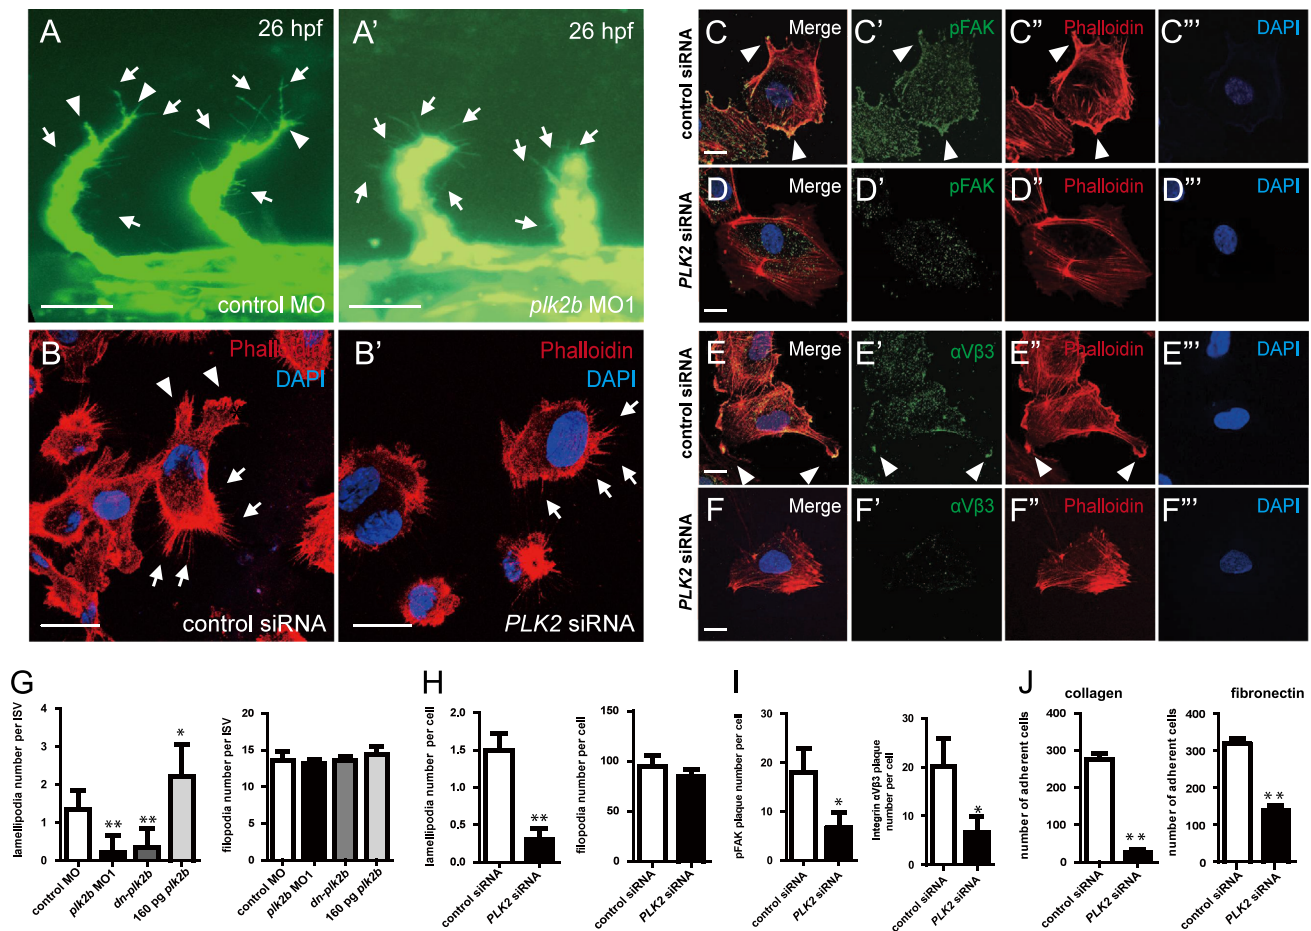 A
26 hpf
control MO
A'
26 hpf
plk2b MO1
B
Phalloidin
DAPI
control siRNA
B'
Phalloidin
DAPI
PLK2 siRNA
control siRNA
C
Merge
C'
pFAK
C"
Phalloidin
C"'
DAPI
PLK2 siRNA
D
Merge
D'
pFAK
D"
Phalloidin
D"'
DAPI
control siRNA
E
Merge
E'
αVβ3
E"
Phalloidin
E"'
DAPI
PLK2 siRNA
F
Merge
F'
αVβ3
F"
Phalloidin
F"'
DAPI
G
lamellipodia number per ISV
4
3
2
1
0
**
**
*
control MO
plk2b MO1
dn-plk2b
160 pg plk2b
filopodia number per ISV
20
15
10
5
0
control MO
plk2b MO1
dn-plk2b
160 pg plk2b
H
lamellipodia number per cell
2.0
1.5
1.0
0.5
0.0
**
control siRNA
PLK2 siRNA
filopodia number per cell
150
100
50
0
control siRNA
PLK2 siRNA
I
pFAK plaque number per cell
30
20
10
0
*
control siRNA
PLK2 siRNA
Integrin αVβ3 plaque
number per cell
30
20
10
0
*
control siRNA
PLK2 siRNA
J
collagen
number of adherent cells
400
300
200
100
0
**
control siRNA
PLK2 siRNA
fibronectin
number of adherent cells
400
300
200
100
0
**
control siRNA
PLK2 siRNA